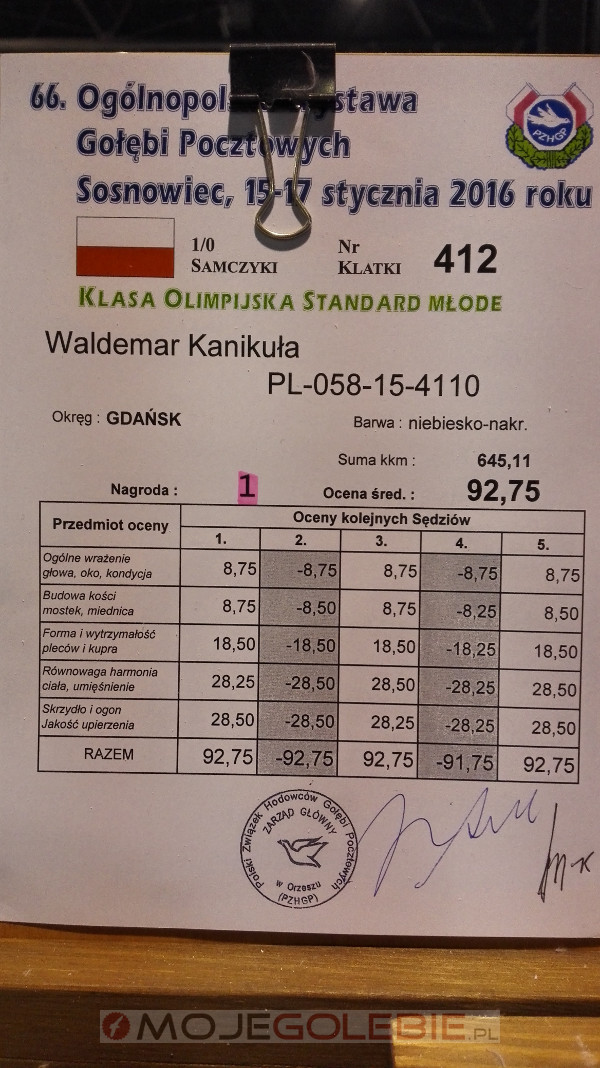 66. Ogólnopolska Wystawa
Gołębi Pocztowych
Sosnowiec, 15-17 stycznia 2016 roku
PZHGP
1/0
SAMCZYKI
Nr
KLATKI
412
KLASA OLIMPIJSKA STANDARD MŁODE
Waldemar Kanikuła
PL-058-15-4110
Okręg : GDAŃSK
Barwa : niebiesko-nakr.
Suma kkm : 645,11
Nagroda : 1
Ocena śred. : 92,75
Przedmiot oceny
Oceny kolejnych Sędziów
1. 2. 3. 4. 5.
Ogólne wrażenie
głowa, oko, kondycja
8,75 -8,75 8,75 -8,75 8,75
Budowa kości
mostek, miednica
8,75 -8,50 8,75 -8,25 8,50
Forma i wytrzymałość
pleców i kupra
18,50 -18,50 18,50 -18,25 18,50
Równowaga harmonia
ciała, umięśnienie
28,25 -28,50 28,50 -28,25 28,50
Skrzydło i ogon
Jakość upierzenia
28,50 -28,50 28,25 -28,25 28,50
RAZEM 92,75 -92,75 92,75 -91,75 92,75
Polski Związek Hodowców Gołębi Pocztowych
ZARZĄD GŁÓWNY
w Orzeszu
(PZHGP)
MOJEGOLEBIE.PL